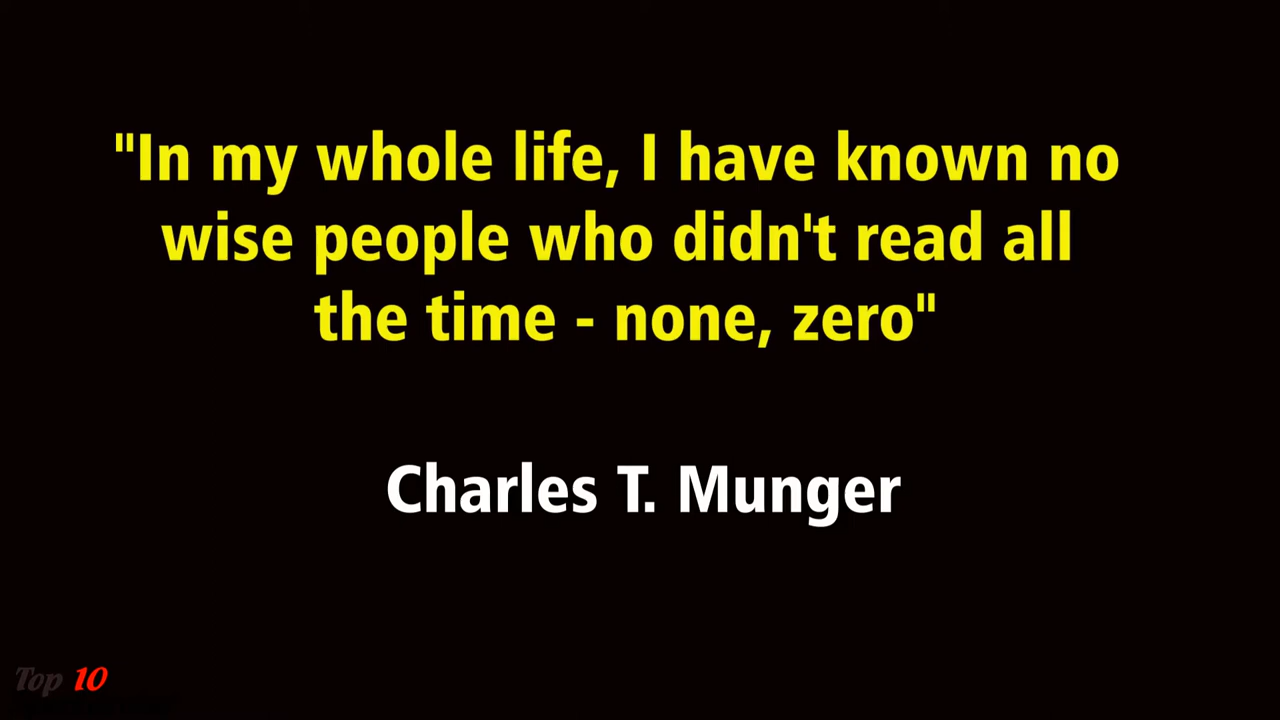 "In my whole life, I have known no
wise people who didn't read all
the time - none, zero"
Charles T. Munger
Top 10